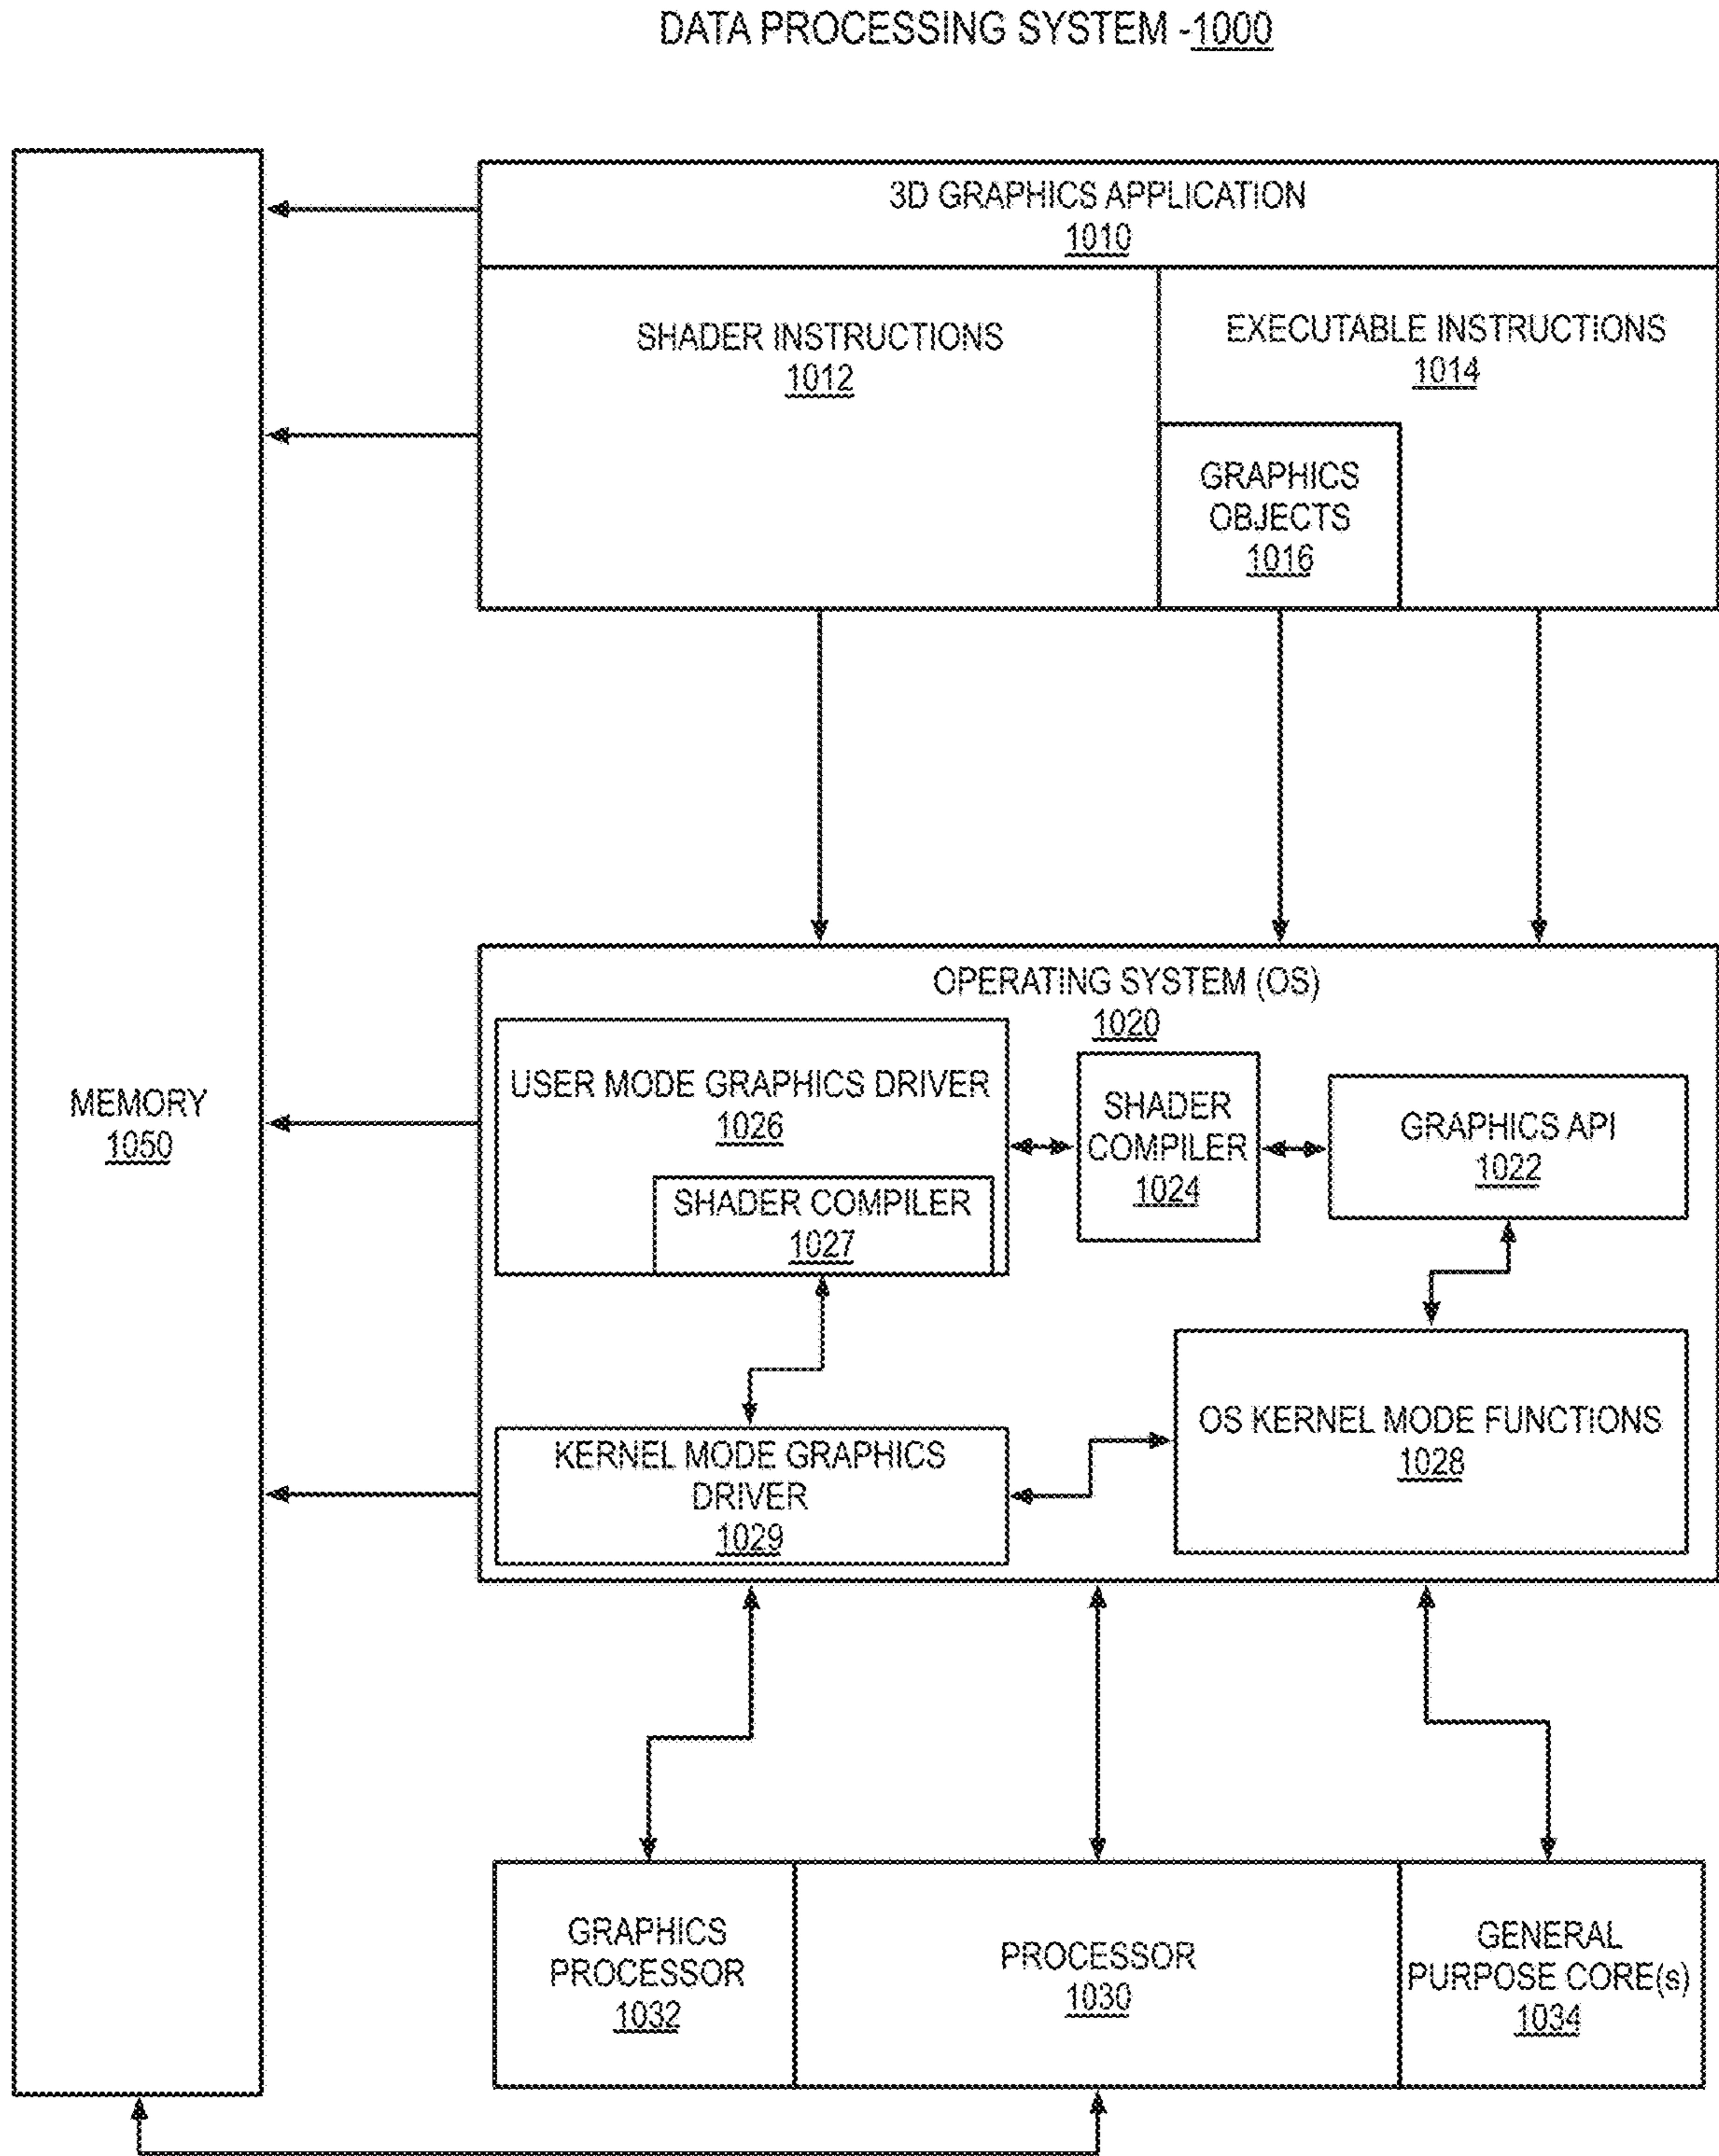 DATA PROCESSING SYSTEM -1000
3D GRAPHICS APPLICATION
1010
SHADER INSTRUCTIONS
1012
EXECUTABLE INSTRUCTIONS
1014
GRAPHICS
OBJECTS
1016
MEMORY
1050
OPERATING SYSTEM (OS)
1020
USER MODE GRAPHICS DRIVER
1026
SHADER COMPILER
1027
SHADER
COMPILER
1024
GRAPHICS API
1022
KERNEL MODE GRAPHICS
DRIVER
1029
OS KERNEL MODE FUNCTIONS
1028
GRAPHICS
PROCESSOR
1032
PROCESSOR
1030
GENERAL
PURPOSE CORE(s)
1034